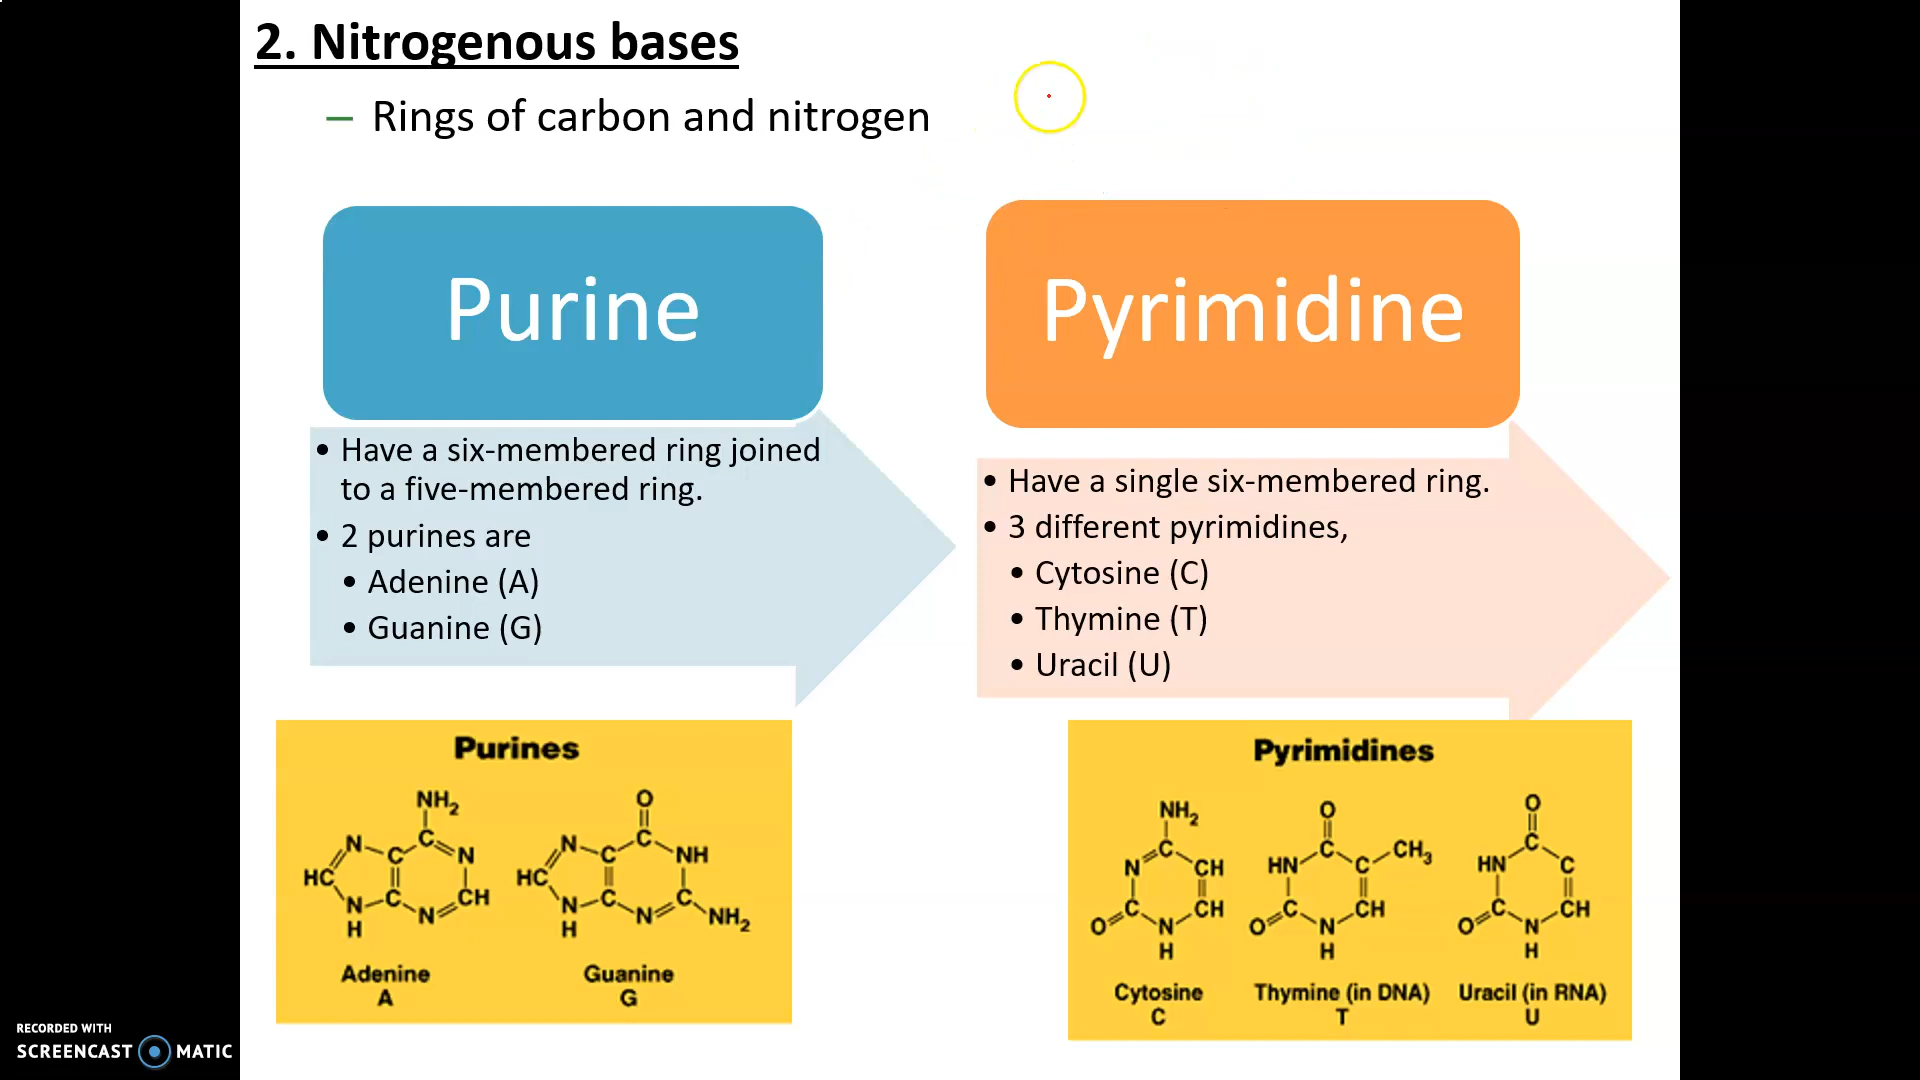 2. Nitrogenous bases
– Rings of carbon and nitrogen
Purine
• Have a six-membered ring joined
to a five-membered ring.
• 2 purines are
• Adenine (A)
• Guanine (G)
Pyrimidine
• Have a single six-membered ring.
• 3 different pyrimidines,
• Cytosine (C)
• Thymine (T)
• Uracil (U)
Purines
NH₂
N C C N
HC
N C N CH
H
Adenine
A
O
N C C NH
HC
N C N C NH₂
H
Guanine
G
Pyrimidines
NH₂
N C CH
O C N CH
H
Cytosine
C
O
HN C C CH₃
O C N CH
H
Thymine (in DNA)
T
O
HN C C
O C N CH
H
Uracil (in RNA)
U
RECORDED WITH
SCREENCAST MATIC